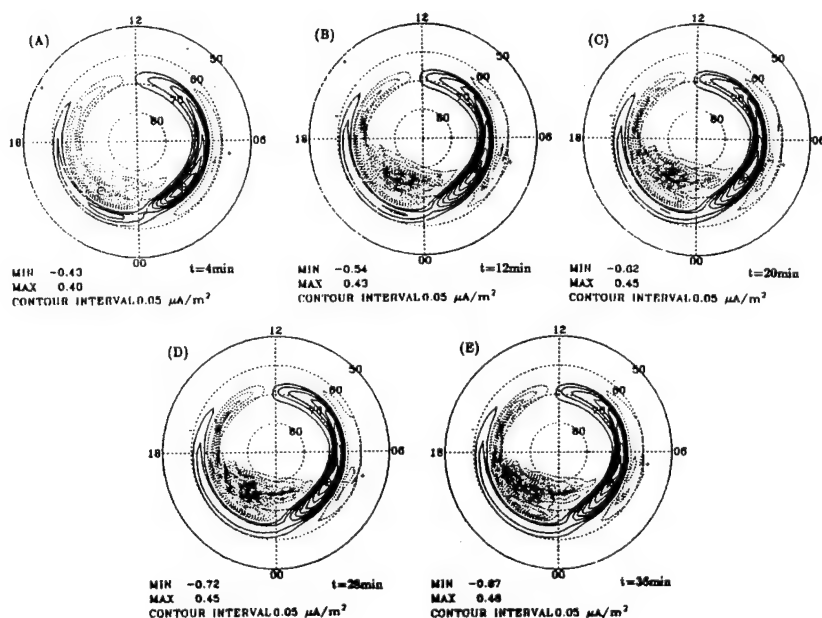 (A) 12 50 60 70 80 18 06 00
MIN -0.43 t=4min
MAX 0.40
CONTOUR INTERVAL 0.05 μA/m²
(B) 12 50 60 70 80 18 06 00
MIN -0.54 t=12min
MAX 0.43
CONTOUR INTERVAL 0.05 μA/m²
(C) 12 50 60 70 80 18 06 00
MIN -0.02 t=20min
MAX 0.45
CONTOUR INTERVAL 0.05 μA/m²
(D) 12 50 60 70 80 18 06 00
MIN -0.72 t=28min
MAX 0.45
CONTOUR INTERVAL 0.05 μA/m²
(E) 12 50 60 70 80 18 06 00
MIN t=36min
MAX
CONTOUR INTERVAL 0.05 μA/m²